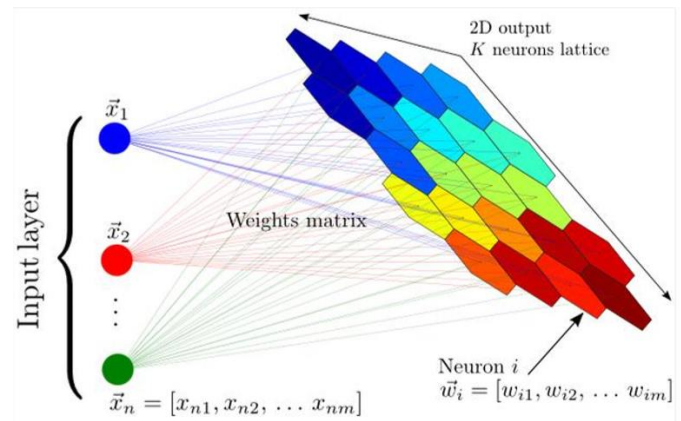 2D output
K neurons lattice
x⃗₁
Input layer
x⃗₂
Weights matrix
⋮
Neuron i
w⃗ᵢ = [wᵢ₁, wᵢ₂, … wᵢₘ]
x⃗ₙ = [xₙ₁, xₙ₂, … xₙₘ]